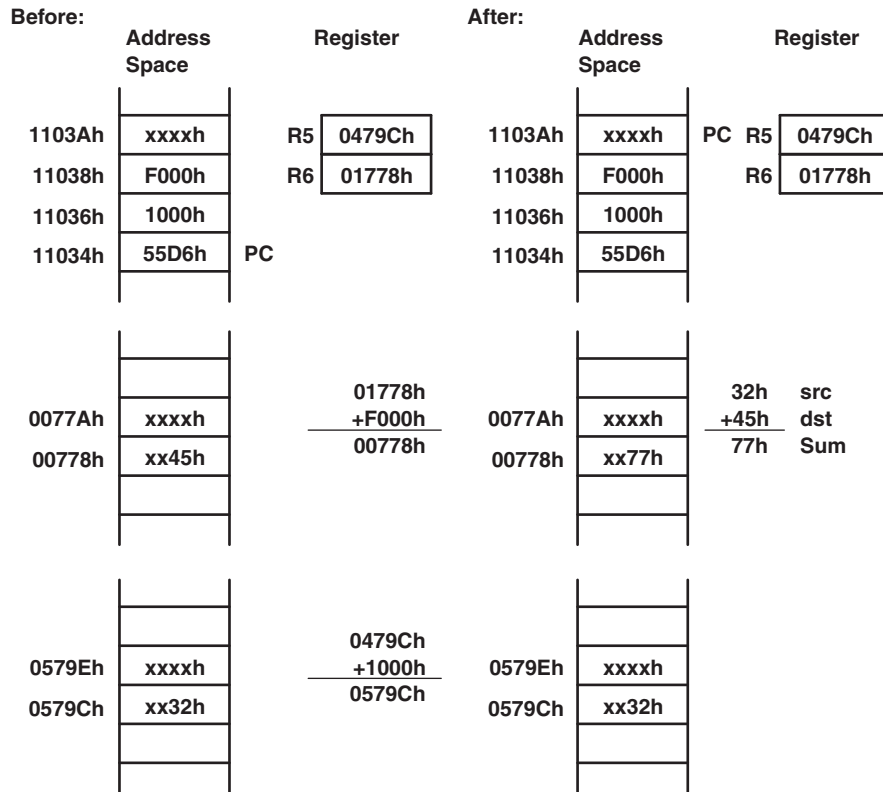 Before:
Address Space
Register
1103Ah xxxxh R5 0479Ch
11038h F000h R6 01778h
11036h 1000h
11034h 55D6h PC
0077Ah xxxxh
00778h xx45h
01778h
+F000h
00778h
0579Eh xxxxh
0579Ch xx32h
0479Ch
+1000h
0579Ch
After:
Address Space
Register
1103Ah xxxxh PC R5 0479Ch
11038h F000h R6 01778h
11036h 1000h
11034h 55D6h
0077Ah xxxxh
00778h xx77h
32h src
+45h dst
77h Sum
0579Eh xxxxh
0579Ch xx32h